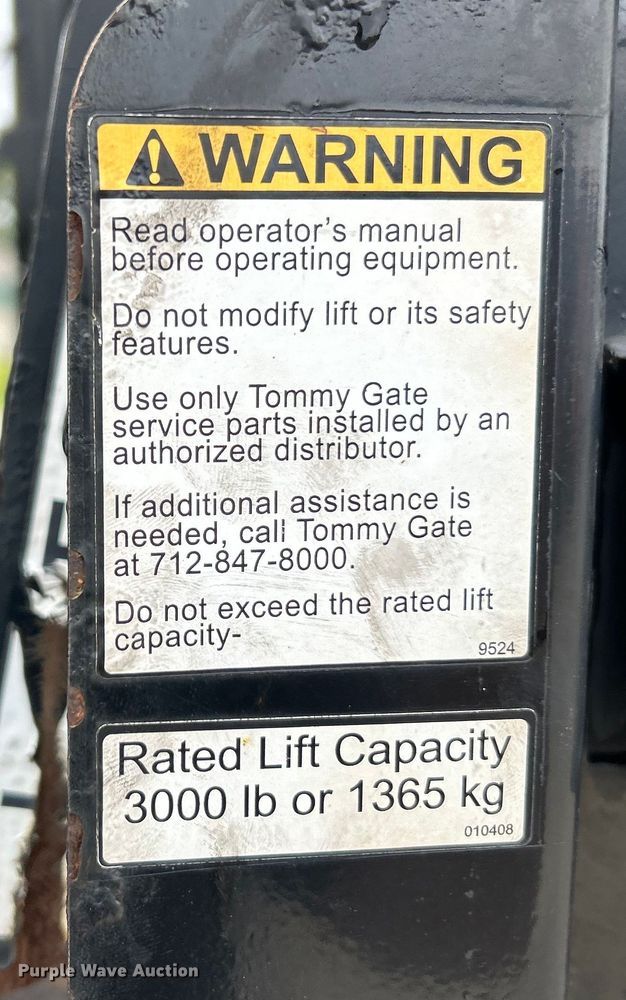 WARNING
Read operator's manual
before operating equipment.
Do not modify lift or its safety
features.
Use only Tommy Gate
service parts installed by an
authorized distributor.
If additional assistance is
needed, call Tommy Gate
at 712-847-8000.
Do not exceed the rated lift
capacity-
9524
Rated Lift Capacity
3000 lb or 1365 kg
010408
Purple Wave Auction